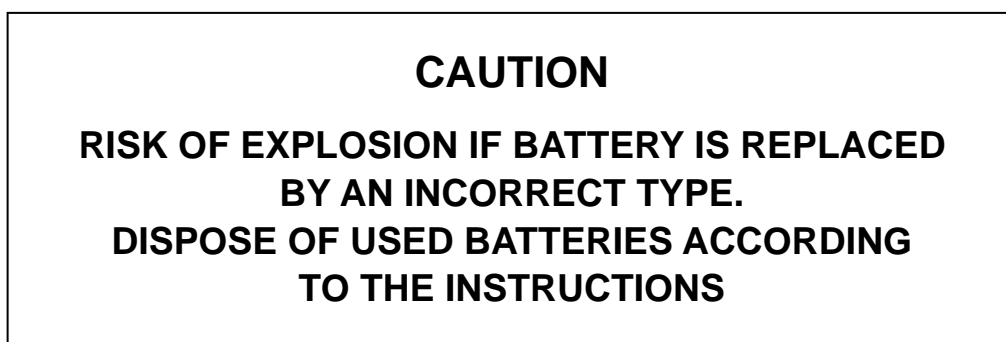 CAUTION
RISK OF EXPLOSION IF BATTERY IS REPLACED
BY AN INCORRECT TYPE.
DISPOSE OF USED BATTERIES ACCORDING
TO THE INSTRUCTIONS